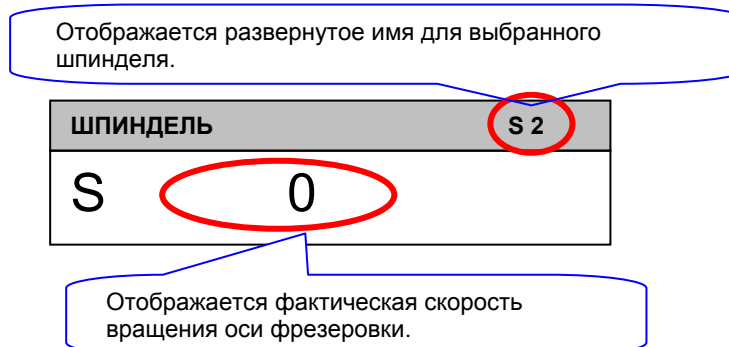 Отображается развернутое имя для выбранного
шпинделя.
ШПИНДЕЛЬ S 2
S 0
Отображается фактическая скорость
вращения оси фрезеровки.